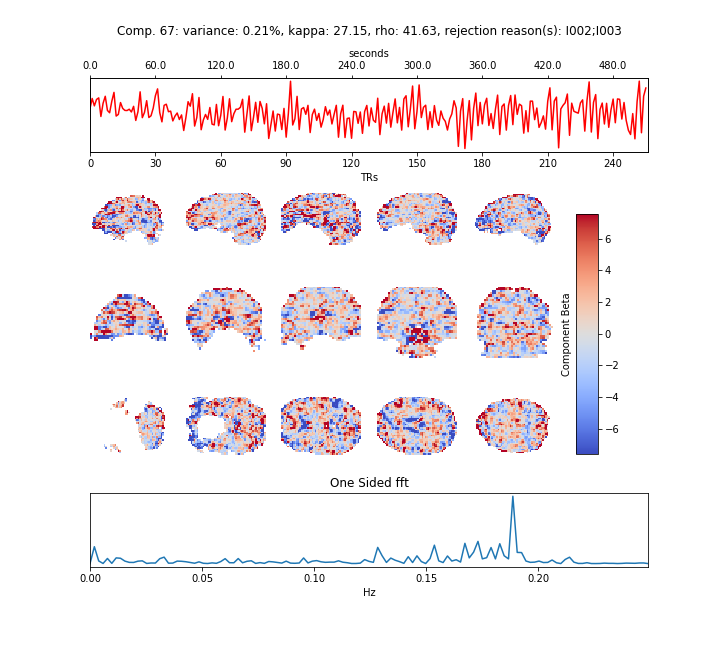 Comp. 67: variance: 0.21%, kappa: 27.15, rho: 41.63, rejection reason(s): I002;I003
seconds
0.0 60.0 120.0 180.0 240.0 300.0 360.0 420.0 480.0
0 30 60 90 120 150 180 210 240
TRs
6
4
2
0
−2
−4
−6
Component Beta
One Sided fft
0.00 0.05 0.10 0.15 0.20
Hz